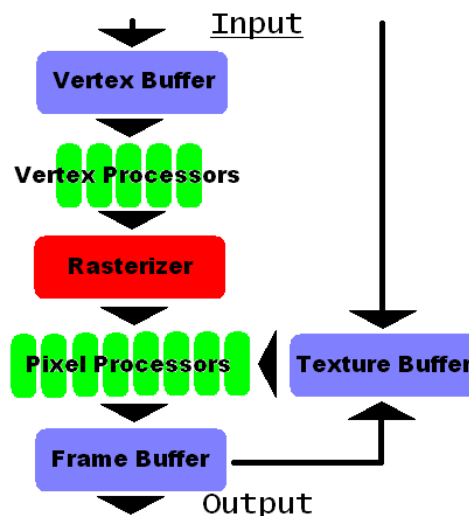 Input
Vertex Buffer
Vertex Processors
Rasterizer
Pixel Processors
Texture Buffer
Frame Buffer
Output